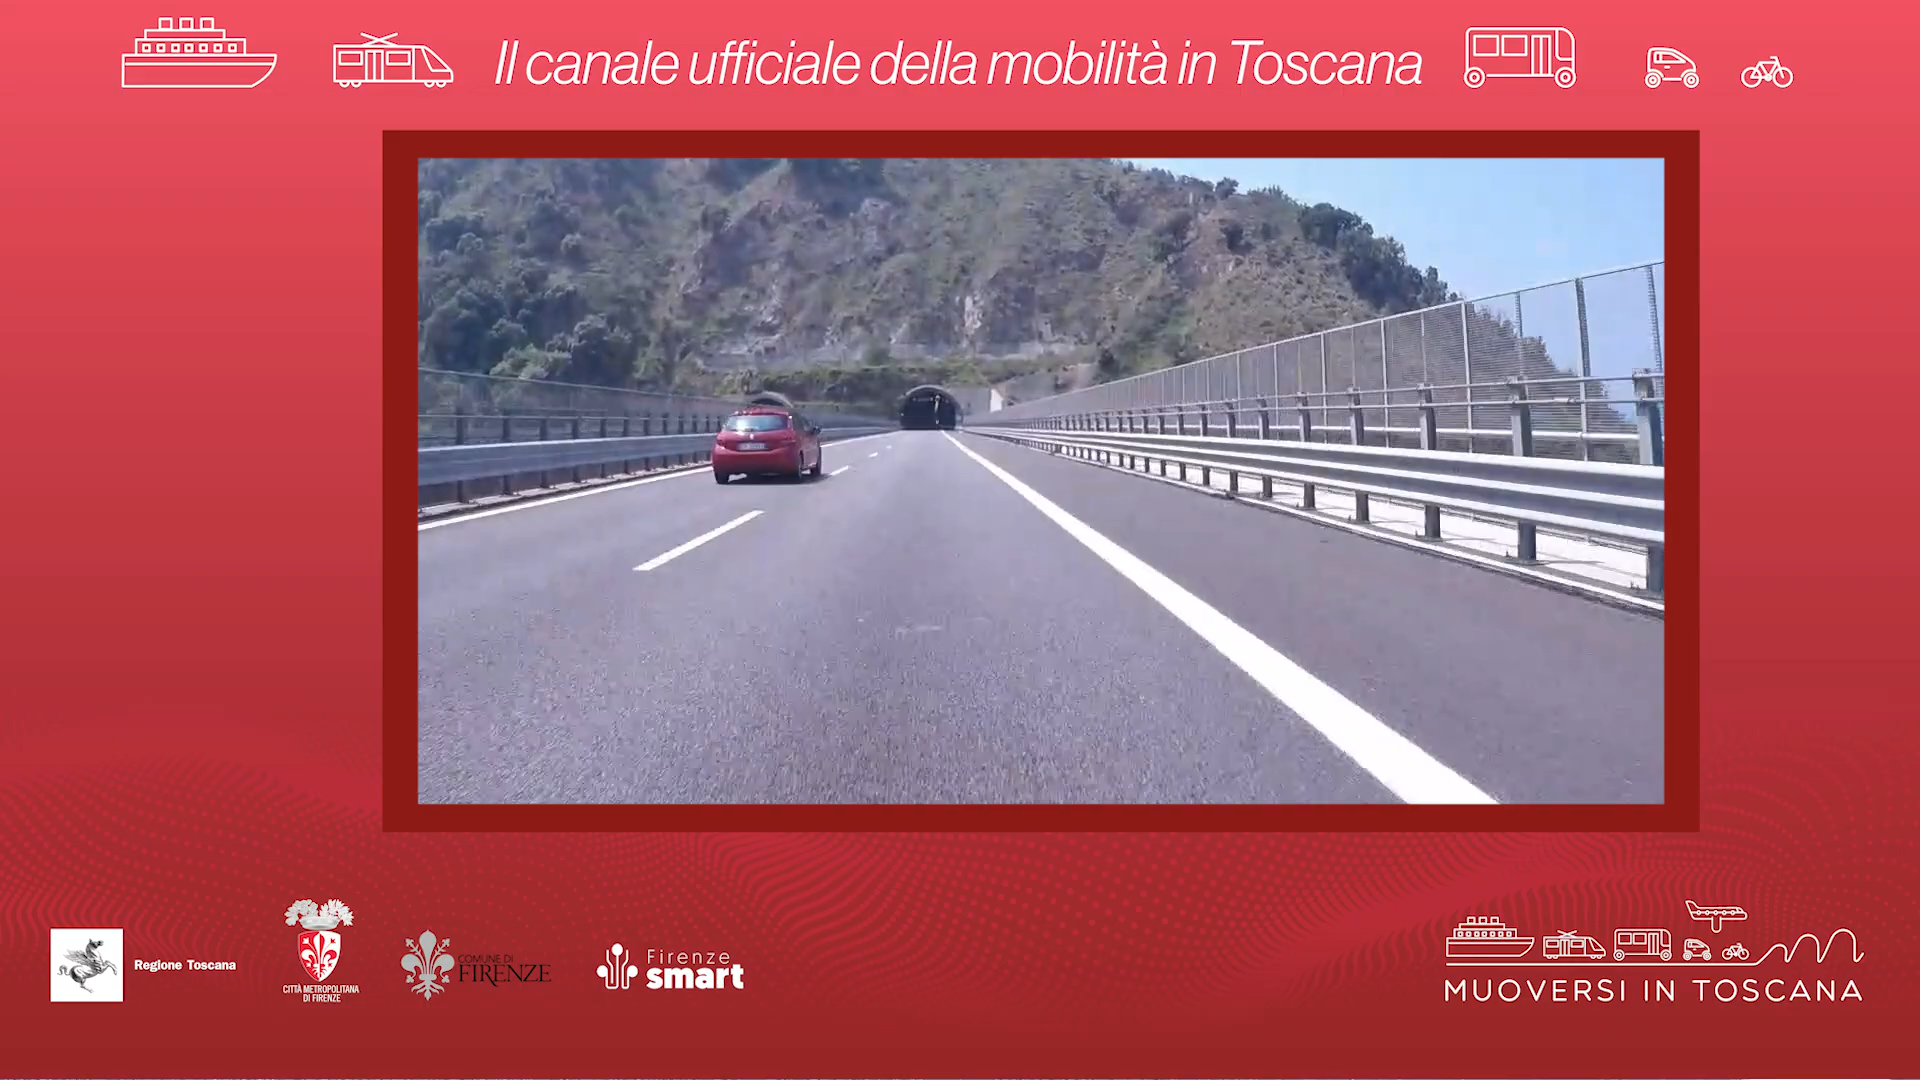 Il canale ufficiale della mobilità in Toscana
Regione Toscana
CITTÀ METROPOLITANA
DI FIRENZE
COMUNE DI
FIRENZE
Firenze
smart
MUOVERSI IN TOSCANA